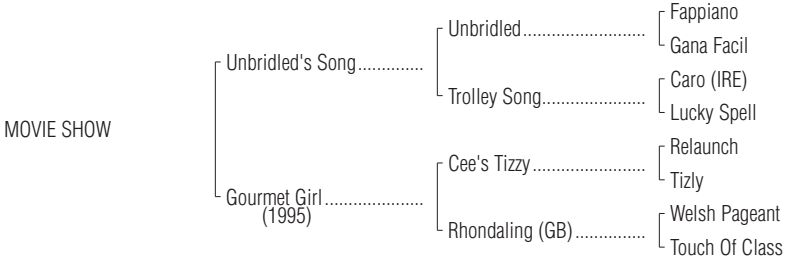 Fappiano
Unbridled..........................
Gana Facil
Unbridled's Song..............
Caro (IRE)
Trolley Song......................
Lucky Spell
MOVIE SHOW
Relaunch
Cee's Tizzy........................
Tizly
Gourmet Girl.....................
(1995)
Welsh Pageant
Rhondaling (GB)...............
Touch Of Class